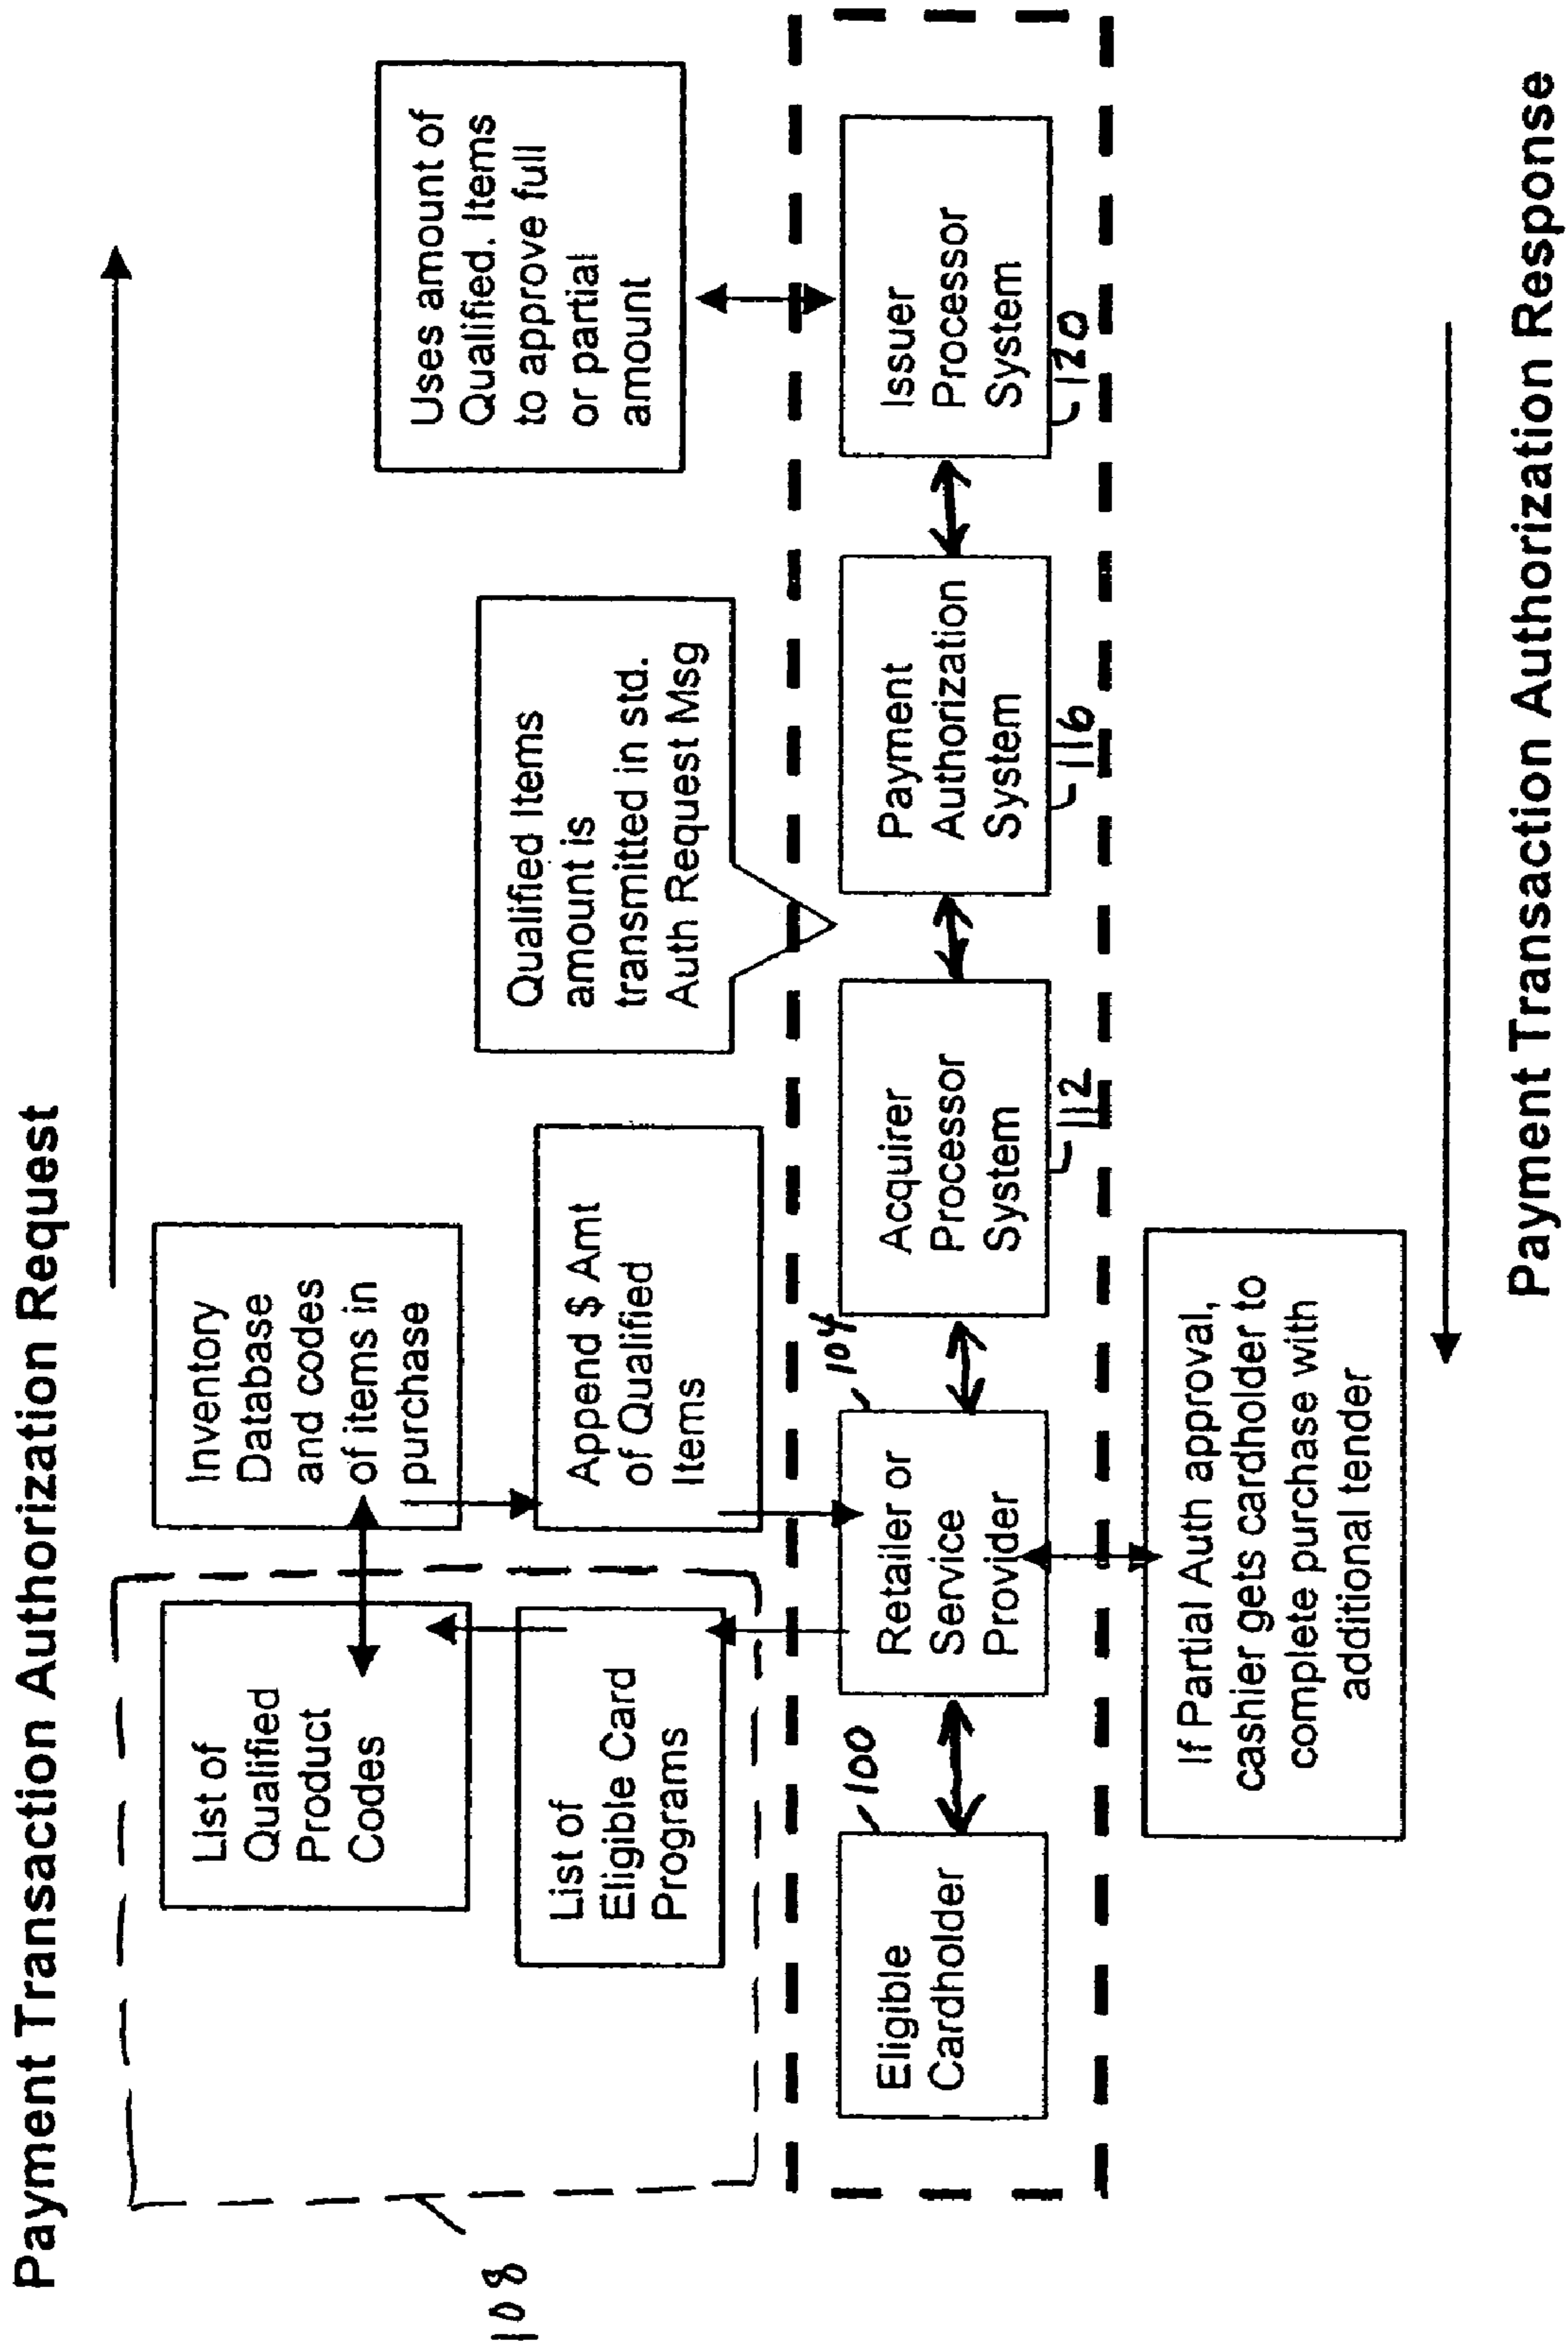 Payment Transaction Authorization Request
108
List of
Qualified
Product
Codes
Inventory
Database
and codes
of items in
purchase
List of
Eligible Card
Programs
Append $ Amt
of Qualified
Items
Qualified Items
amount is
transmitted in std.
Auth Request Msg
Uses amount of
Qualified. Items
to approve full
or partial
amount
100
Eligible
Cardholder
104
Retailer or
Service
Provider
Acquirer
Processor
System
112
Payment
Authorization
System
116
Issuer
Processor
System
120
If Partial Auth approval,
cashier gets cardholder to
complete purchase with
additional tender
Payment Transaction Authorization Response